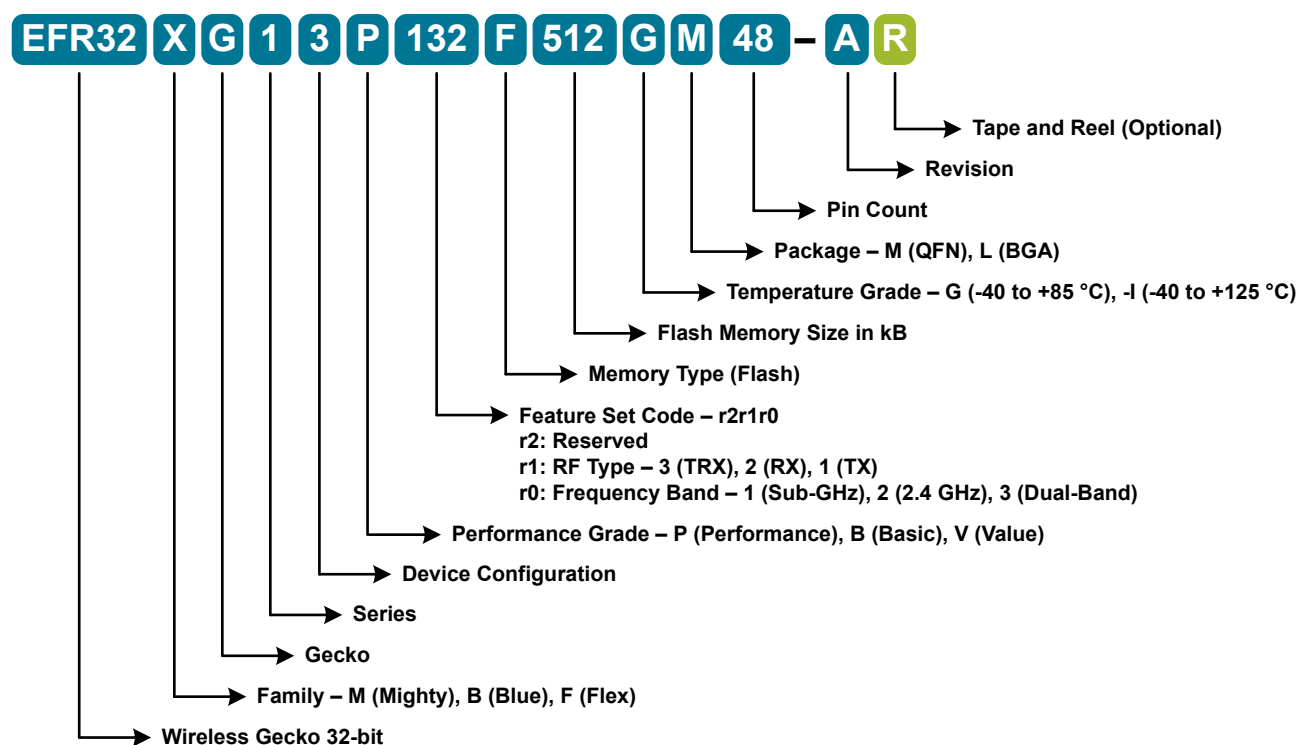 EFR32 X G 1 3 P 132 F 512 G M 48 – A R
Tape and Reel (Optional)
Revision
Pin Count
Package – M (QFN), L (BGA)
Temperature Grade – G (-40 to +85 °C), -I (-40 to +125 °C)
Flash Memory Size in kB
Memory Type (Flash)
Feature Set Code – r2r1r0
r2: Reserved
r1: RF Type – 3 (TRX), 2 (RX), 1 (TX)
r0: Frequency Band – 1 (Sub-GHz), 2 (2.4 GHz), 3 (Dual-Band)
Performance Grade – P (Performance), B (Basic), V (Value)
Device Configuration
Series
Gecko
Family – M (Mighty), B (Blue), F (Flex)
Wireless Gecko 32-bit